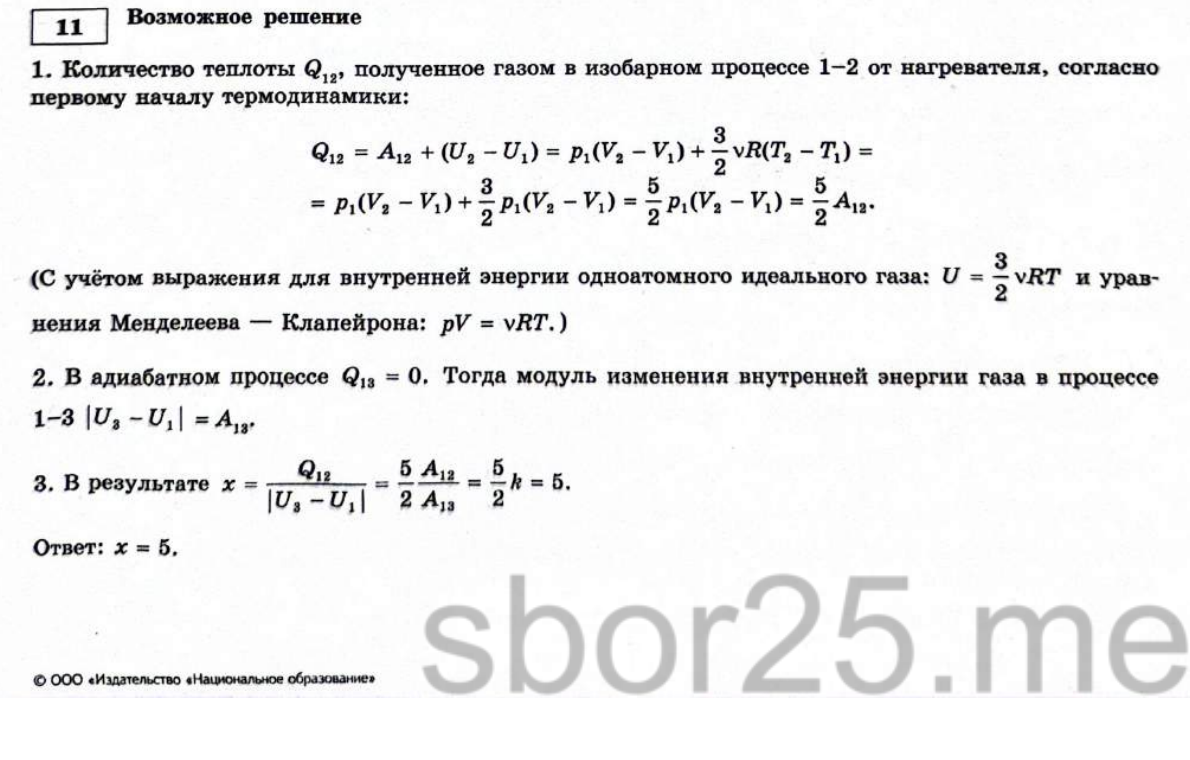 11 Возможное решение
1. Количество теплоты Q₁₂, полученное газом в изобарном процессе 1–2 от нагревателя, согласно
первому началу термодинамики:
Q₁₂ = A₁₂ + (U₂ − U₁) = p₁(V₂ − V₁) + 3/2 νR(T₂ − T₁) =
= p₁(V₂ − V₁) + 3/2 p₁(V₂ − V₁) = 5/2 p₁(V₂ − V₁) = 5/2 A₁₂.
(С учётом выражения для внутренней энергии одноатомного идеального газа: U = 3/2 νRT и урав-
нения Менделеева — Клапейрона: pV = νRT.)
2. В адиабатном процессе Q₁₃ = 0. Тогда модуль изменения внутренней энергии газа в процессе
1–3 |U₃ − U₁| = A₁₃.
3. В результате x = Q₁₂/|U₃ − U₁| = 5/2 A₁₂/A₁₃ = 5/2 k = 5.
Ответ: x = 5.
sbor25.me
© ООО «Издательство «Национальное образование»